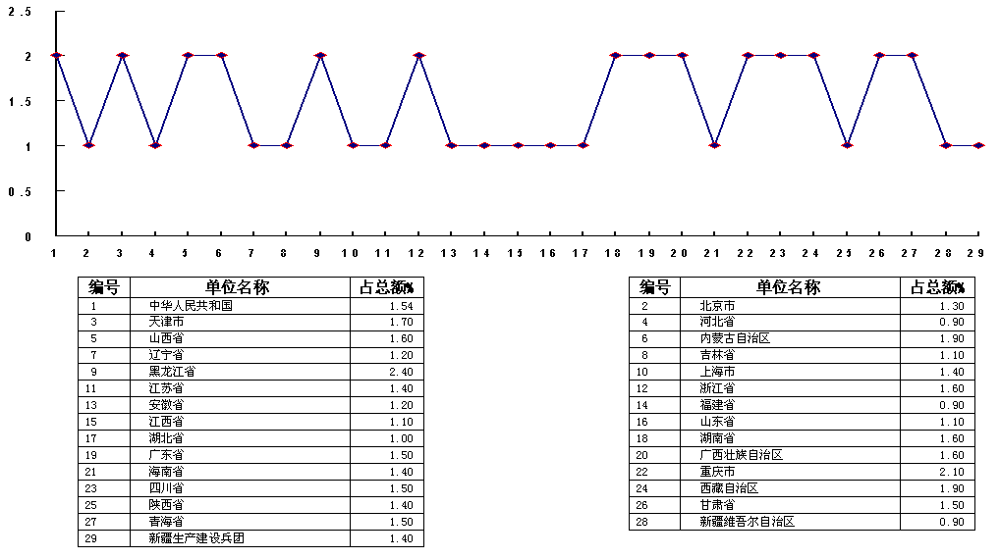 2.5
2
1.5
1
0.5
0
1 2 3 4 5 6 7 8 9 10 11 12 13 14 15 16 17 18 19 20 21 22 23 24 25 26 27 28 29
编号 单位名称 占总额%
1 中华人民共和国 1.54
3 天津市 1.70
5 山西省 1.60
7 辽宁省 1.20
9 黑龙江省 2.40
11 江苏省 1.40
13 安徽省 1.20
15 江西省 1.10
17 湖北省 1.00
19 广东省 1.50
21 海南省 1.40
23 四川省 1.50
25 陕西省 1.40
27 青海省 1.50
29 新疆生产建设兵团 1.40
编号 单位名称 占总额%
2 北京市 1.30
4 河北省 0.90
6 内蒙古自治区 1.90
8 吉林省 1.10
10 上海市 1.40
12 浙江省 1.60
14 福建省 0.90
16 山东省 1.10
18 湖南省 1.60
20 广西壮族自治区 1.60
22 重庆市 2.10
24 西藏自治区 1.90
26 甘肃省 1.50
28 新疆维吾尔自治区 0.90